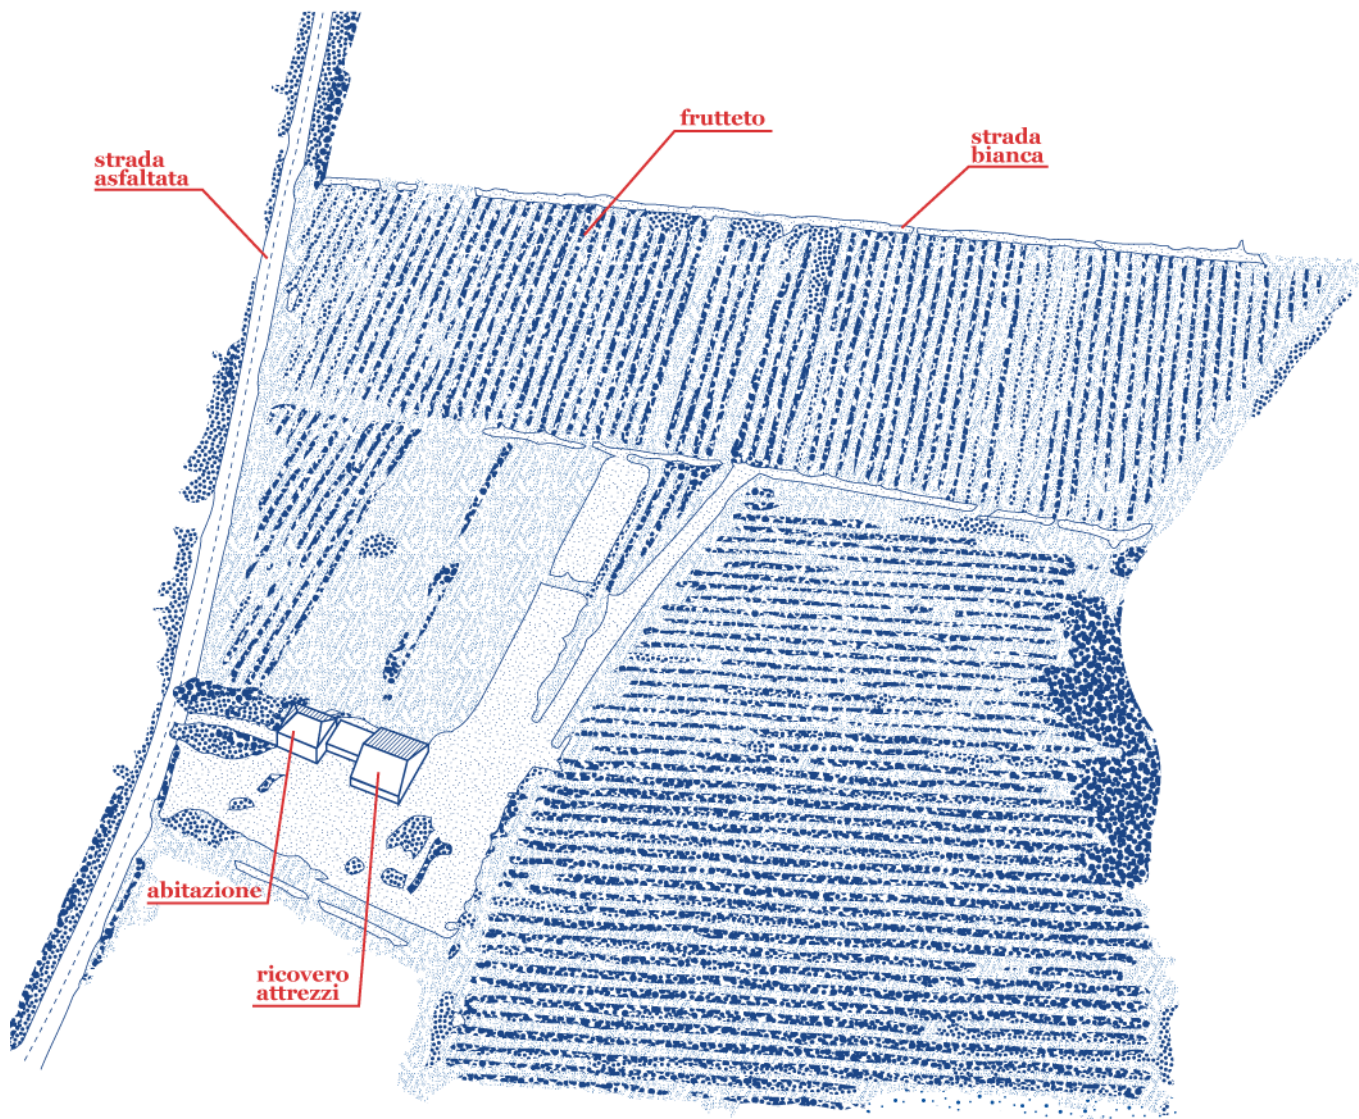 frutteto
strada
bianca
strada
asfaltata
abitazione
ricovero
attrezzi